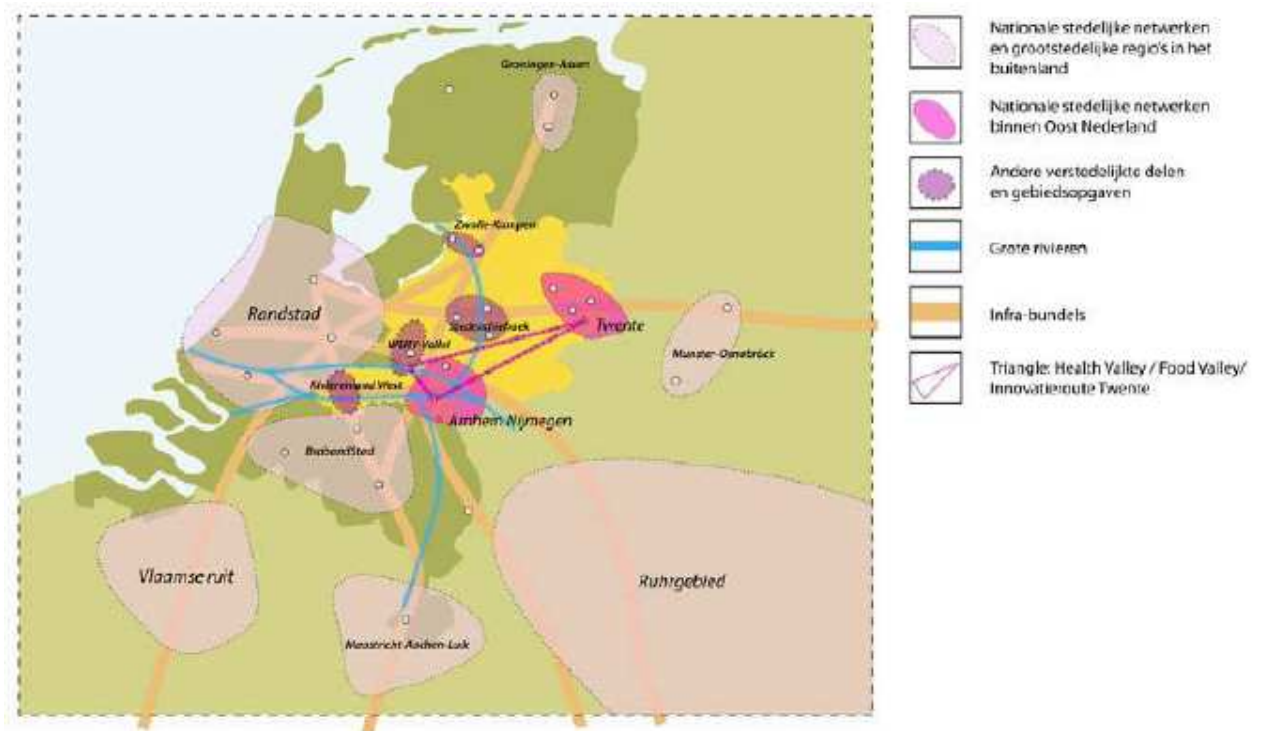 Groningen-Assen
Zwolle-Kampen
Randstad
Stedendriehoek
Twente
WERV-Vallei
Munster-Osnabrück
Rivierenland West
Arnhem Nijmegen
BrabandSted
Vlaamse ruit
Ruhrgebied
Maastricht-Aachen-Luik
Nationale stedelijke netwerken
en grootstedelijke regio's in het
buitenland
Nationale stedelijke netwerken
binnen Oost Nederland
Andere verstedelijkte delen
en gebiedsopgaven
Grote rivieren
Infra-bundels
Triangle: Health Valley / Food Valley/
Innovatieroute Twente